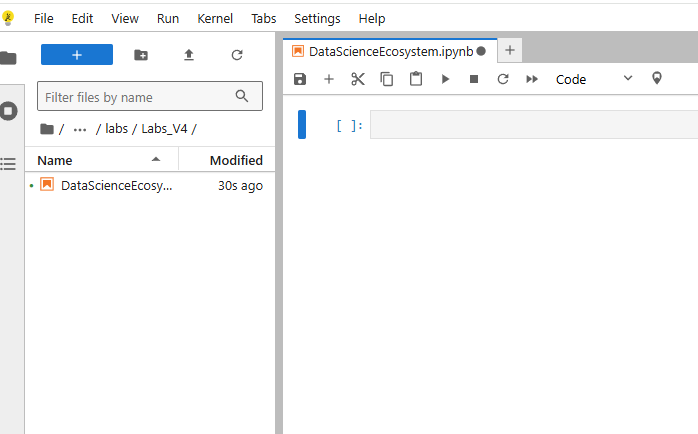 File Edit View Run Kernel Tabs Settings Help
DataScienceEcosystem.ipynb
Code
Filter files by name
/ ... / labs / Labs_V4 /
[ ]:
Name Modified
DataScienceEcosy... 30s ago